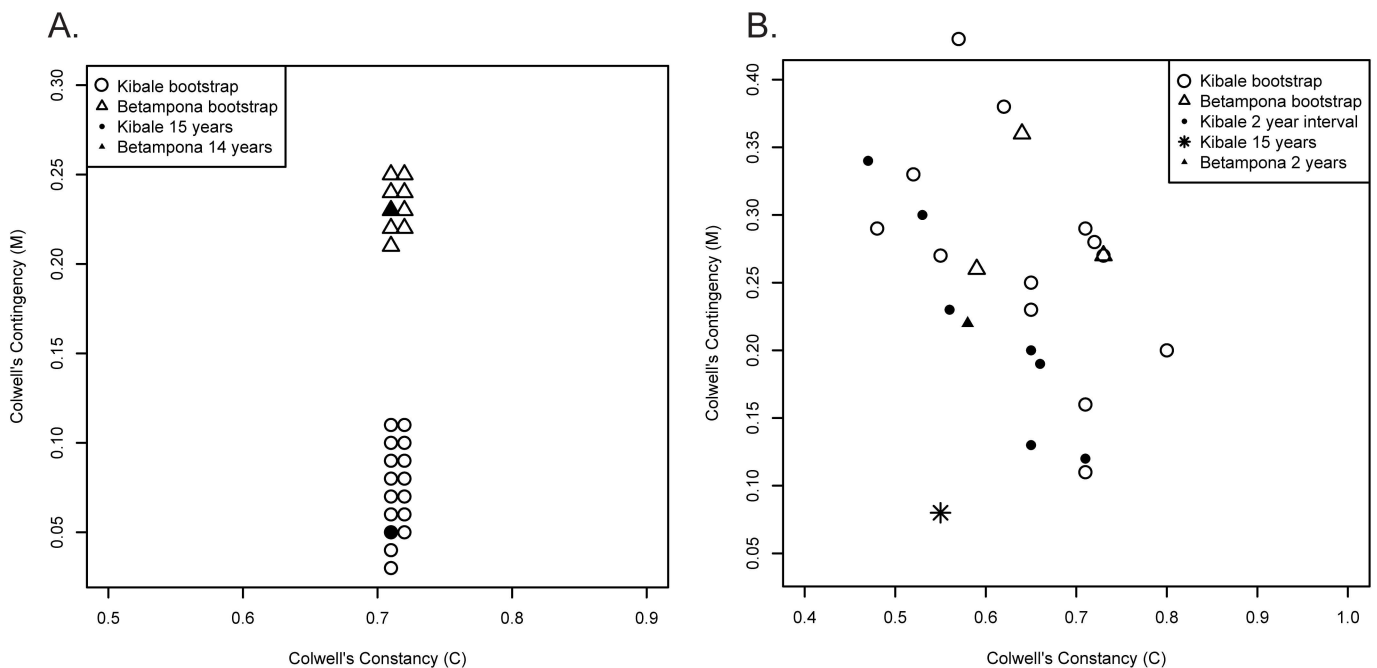 A.
Kibale bootstrap
Betampona bootstrap
Kibale 15 years
Betampona 14 years
0.30
0.25
0.20
0.15
0.10
0.05
Colwell's Contingency (M)
0.5 0.6 0.7 0.8 0.9
Colwell's Constancy (C)
B.
Kibale bootstrap
Betampona bootstrap
Kibale 2 year interval
Kibale 15 years
Betampona 2 years
0.40
0.35
0.30
0.25
0.20
0.15
0.10
0.05
Colwell's Contingency (M)
0.4 0.5 0.6 0.7 0.8 0.9 1.0
Colwell's Constancy (C)